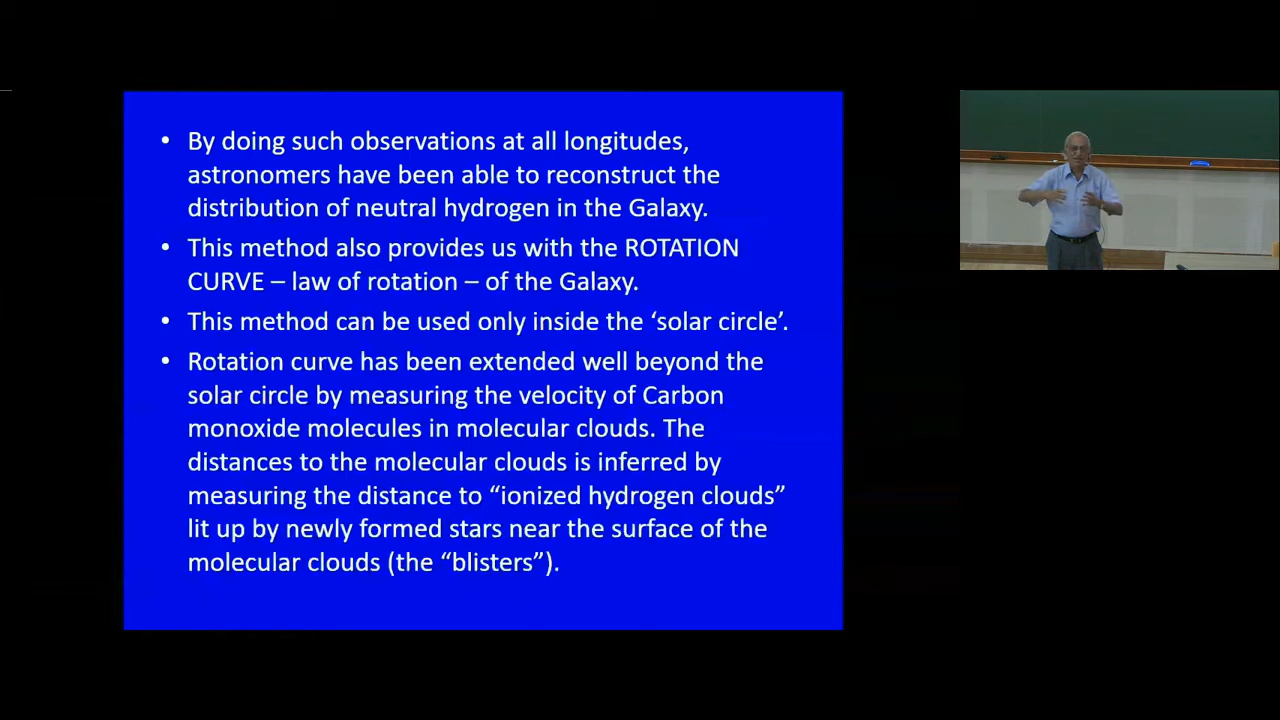 • By doing such observations at all longitudes,
astronomers have been able to reconstruct the
distribution of neutral hydrogen in the Galaxy.
• This method also provides us with the ROTATION
CURVE – law of rotation – of the Galaxy.
• This method can be used only inside the ‘solar circle’.
• Rotation curve has been extended well beyond the
solar circle by measuring the velocity of Carbon
monoxide molecules in molecular clouds. The
distances to the molecular clouds is inferred by
measuring the distance to “ionized hydrogen clouds”
lit up by newly formed stars near the surface of the
molecular clouds (the “blisters”).